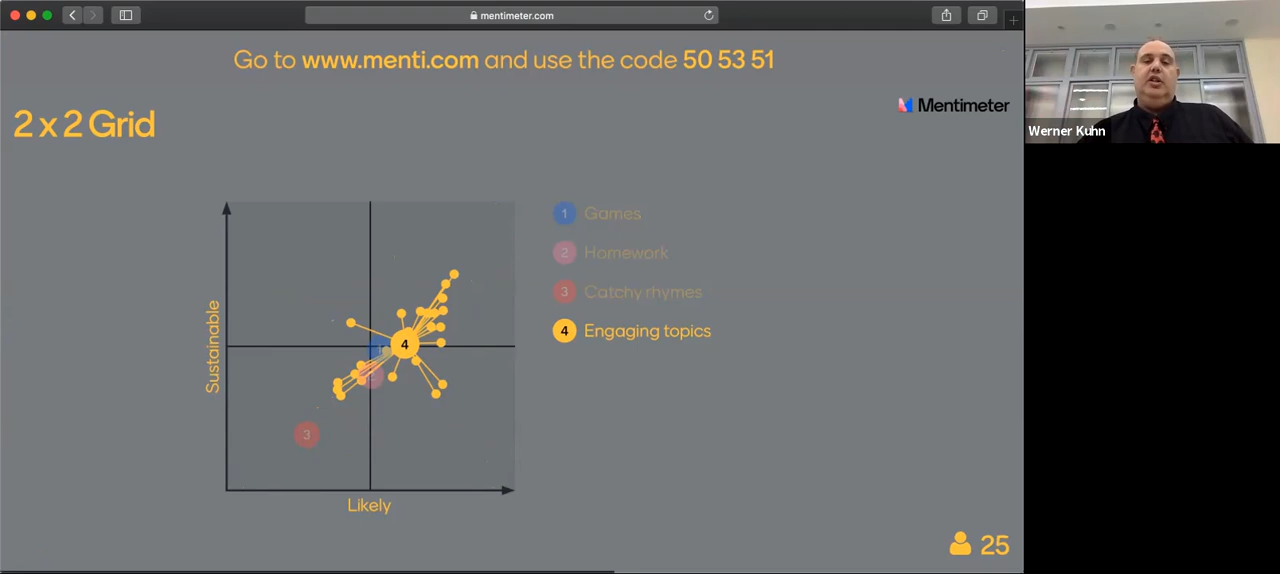 mentimeter.com
Go to www.menti.com and use the code 50 53 51
Mentimeter
Werner Kuhn
2 x 2 Grid
1 Games
2 Homework
3 Catchy rhymes
4 Engaging topics
Sustainable
4
3
Likely
25